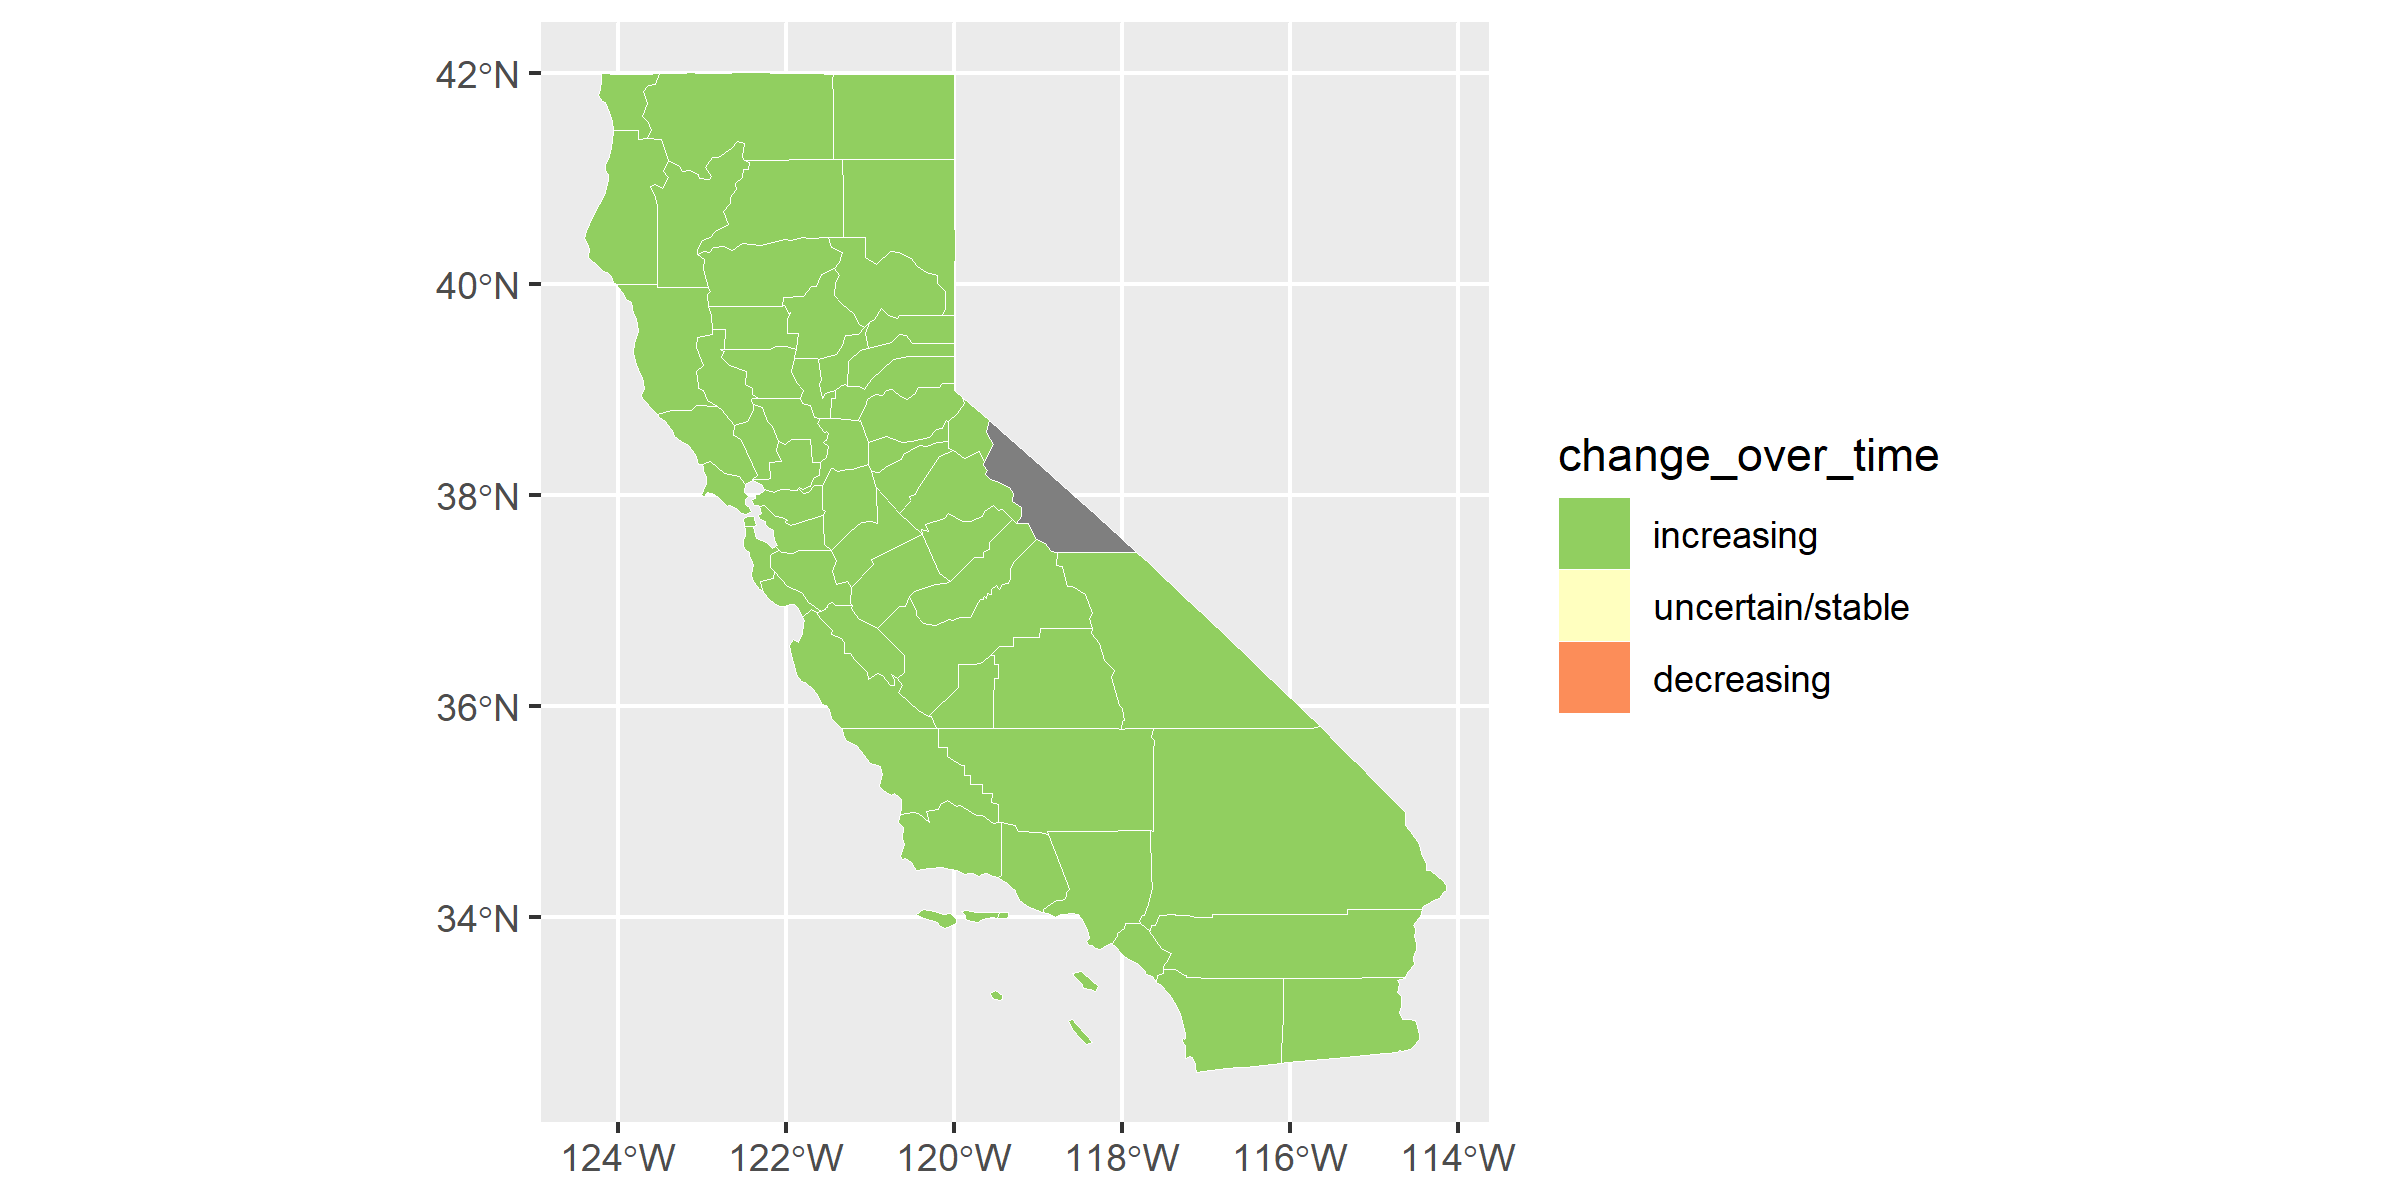 42°N
40°N
38°N
36°N
34°N
124°W 122°W 120°W 118°W 116°W 114°W
change_over_time
increasing
uncertain/stable
decreasing